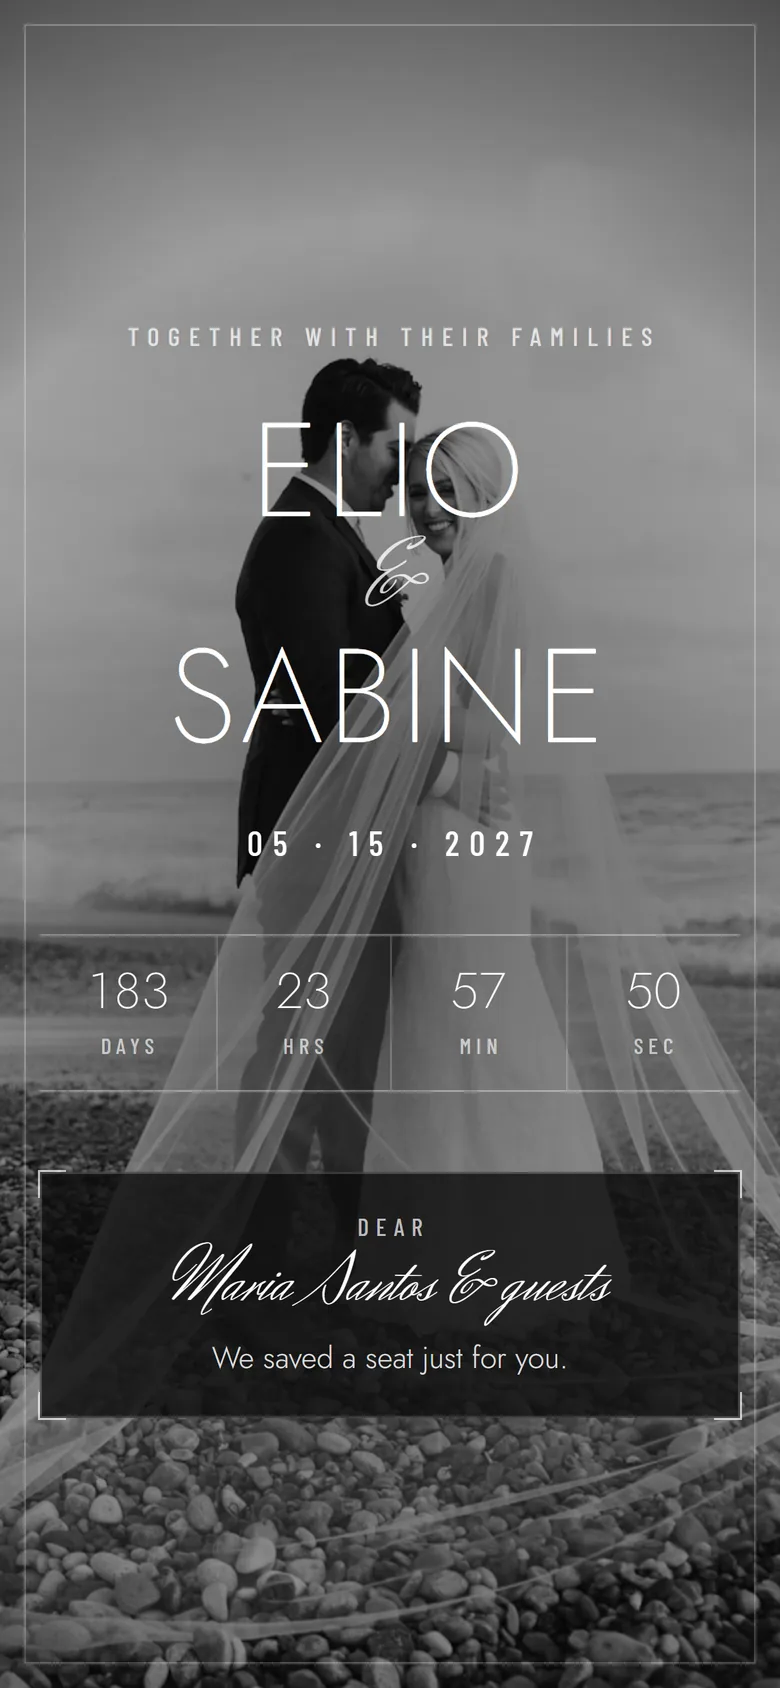 TOGETHER WITH THEIR FAMILIES
ELIO
&
SABINE
05 · 15 · 2027
183 23 57 50
DAYS HRS MIN SEC
DEAR
Maria Santos & guests
We saved a seat just for you.